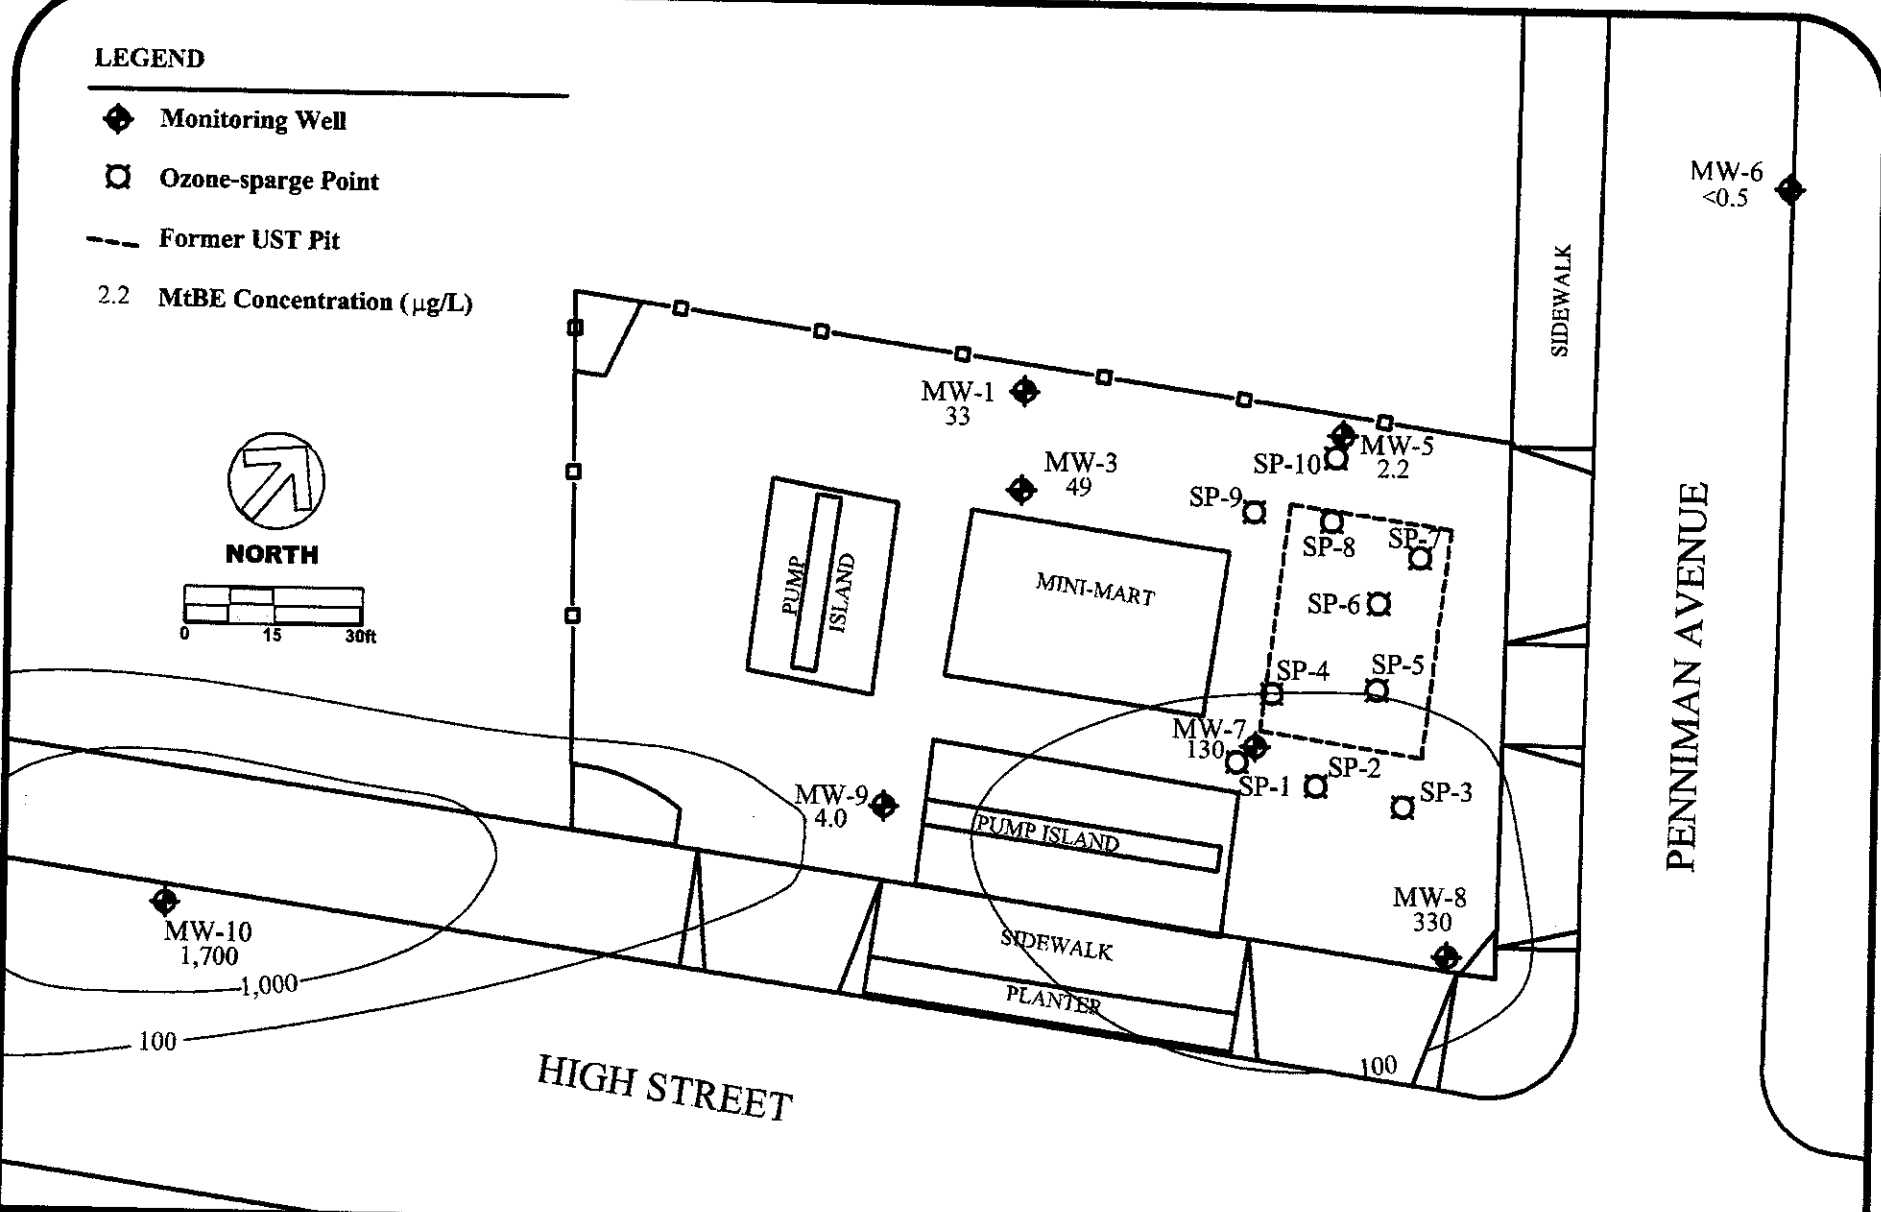 LEGEND
Monitoring Well
Ozone-sparge Point
Former UST Pit
2.2 MtBE Concentration (µg/L)
NORTH
0 15 30ft
MW-6
<0.5
SIDEWALK
MW-1
33
MW-3
49
MW-5
2.2
SP-10
SP-9
SP-8
SP-7
SP-6
SP-5
SP-4
PUMP
ISLAND
MINI-MART
PENNIMAN AVENUE
MW-7
130
SP-1
SP-2
SP-3
MW-9
4.0
PUMP ISLAND
MW-8
330
SIDEWALK
PLANTER
MW-10
1,700
1,000
100
100
HIGH STREET